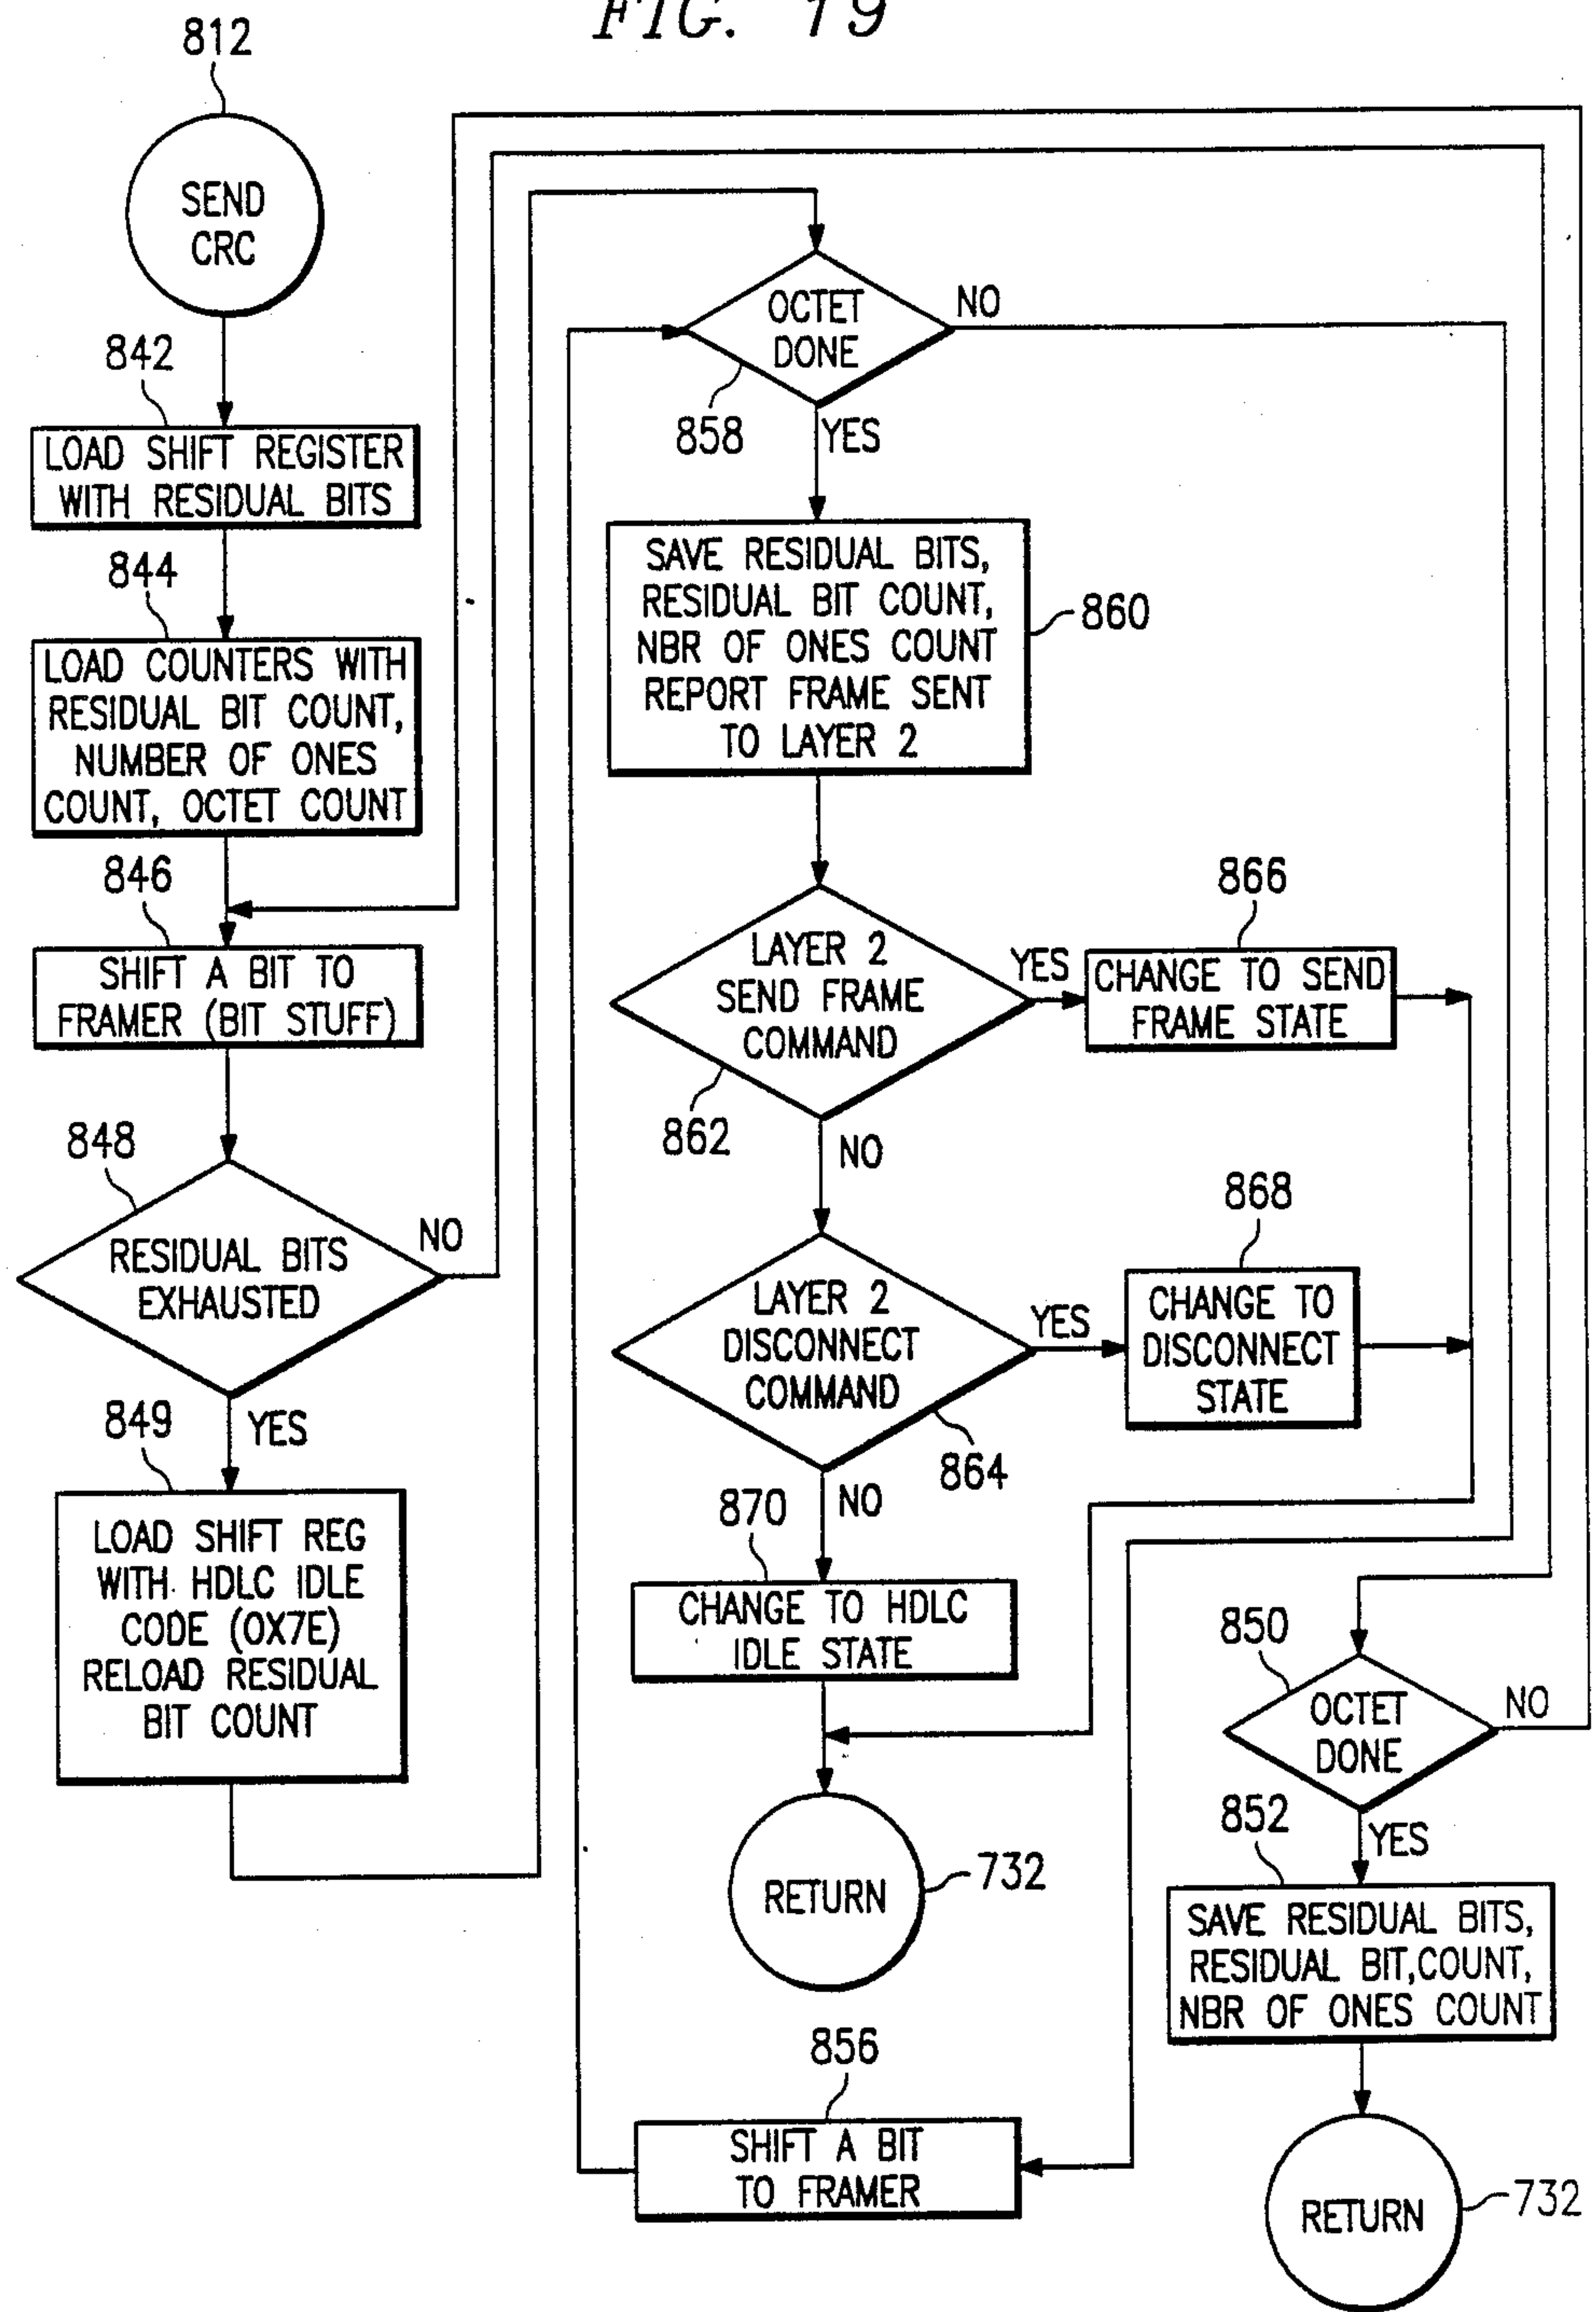 FIG. 19
812
SEND
CRC
842
LOAD SHIFT REGISTER
WITH RESIDUAL BITS
844
LOAD COUNTERS WITH
RESIDUAL BIT COUNT,
NUMBER OF ONES
COUNT, OCTET COUNT
846
SHIFT A BIT TO
FRAMER (BIT STUFF)
848
RESIDUAL BITS
EXHAUSTED
NO
YES
849
LOAD SHIFT REG
WITH HDLC IDLE
CODE (0X7E)
RELOAD RESIDUAL
BIT COUNT
OCTET
DONE
NO
858
YES
SAVE RESIDUAL BITS,
RESIDUAL BIT COUNT,
NBR OF ONES COUNT
REPORT FRAME SENT
TO LAYER 2
860
LAYER 2
SEND FRAME
COMMAND
862
YES
NO
866
CHANGE TO SEND
FRAME STATE
LAYER 2
DISCONNECT
COMMAND
864
YES
NO
868
CHANGE TO
DISCONNECT
STATE
870
CHANGE TO HDLC
IDLE STATE
RETURN
732
856
SHIFT A BIT
TO FRAMER
850
OCTET
DONE
NO
YES
852
SAVE RESIDUAL BITS,
RESIDUAL BIT,COUNT,
NBR OF ONES COUNT
RETURN
732